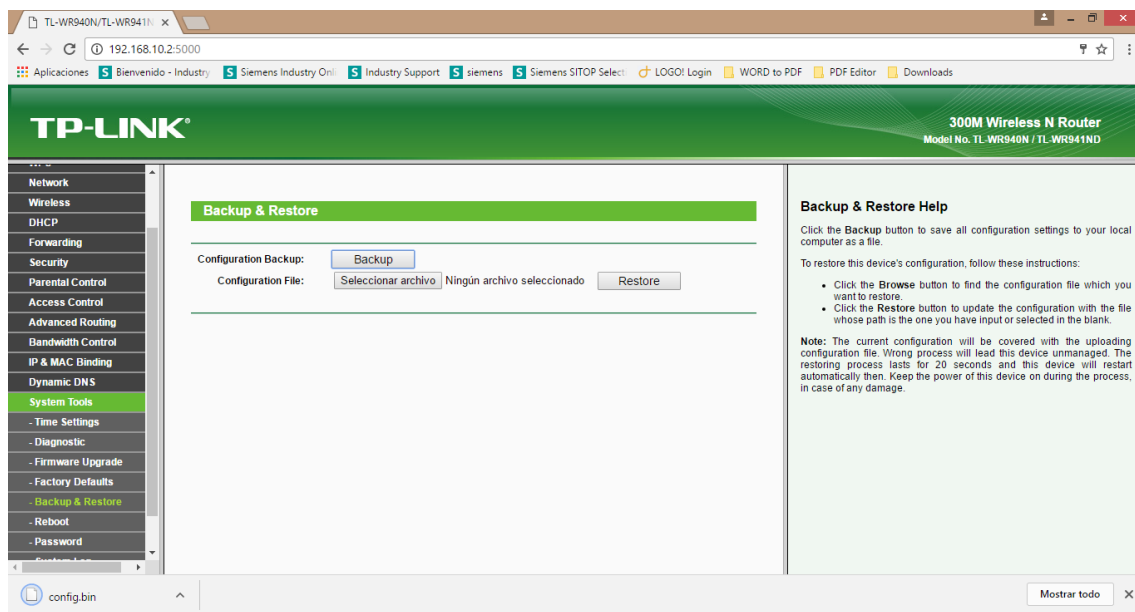 TL-WR940N/TL-WR941N
192.168.10.2:5000
Aplicaciones Bienvenido - Industry Siemens Industry Onli Industry Support siemens Siemens SITOP Select LOGO! Login WORD to PDF PDF Editor Downloads
TP-LINK®
300M Wireless N Router
Model No. TL-WR940N / TL-WR941ND
Network
Wireless
DHCP
Forwarding
Security
Parental Control
Access Control
Advanced Routing
Bandwidth Control
IP & MAC Binding
Dynamic DNS
System Tools
- Time Settings
- Diagnostic
- Firmware Upgrade
- Factory Defaults
- Backup & Restore
- Reboot
- Password
Backup & Restore
Configuration Backup: Backup
Configuration File: Seleccionar archivo Ningún archivo seleccionado Restore
Backup & Restore Help
Click the Backup button to save all configuration settings to your local
computer as a file.
To restore this device's configuration, follow these instructions:
• Click the Browse button to find the configuration file which you
want to restore.
• Click the Restore button to update the configuration with the file
whose path is the one you have input or selected in the blank.
Note: The current configuration will be covered with the uploading
configuration file. Wrong process will lead this device unmanaged. The
restoring process lasts for 20 seconds and this device will restart
automatically then. Keep the power of this device on during the process,
in case of any damage.
config.bin
Mostrar todo